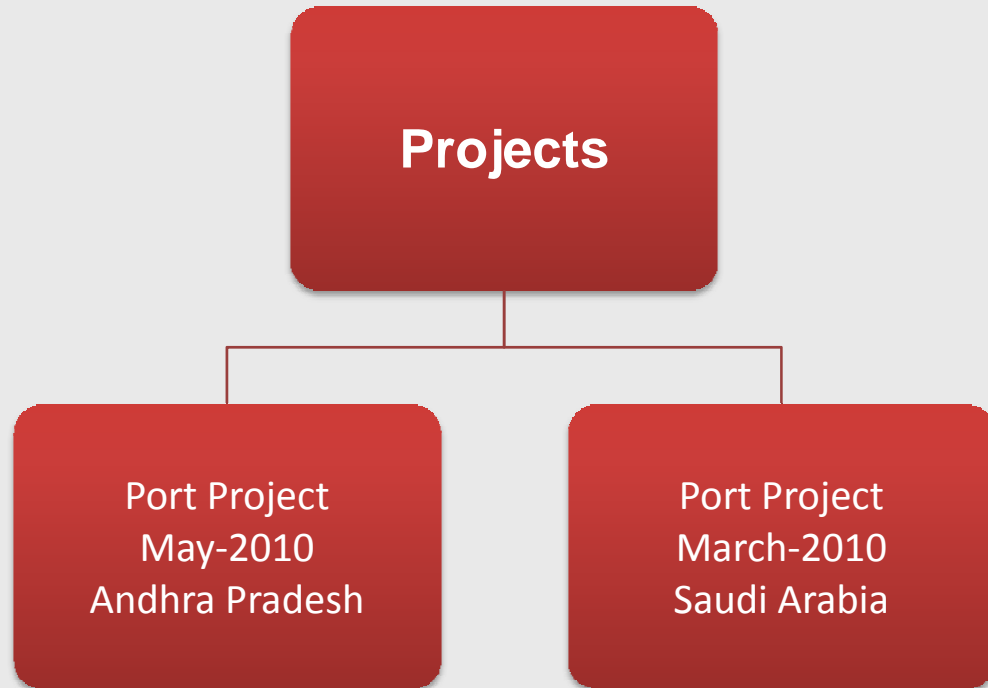 Projects
Port Project
May-2010
Andhra Pradesh
Port Project
March-2010
Saudi Arabia